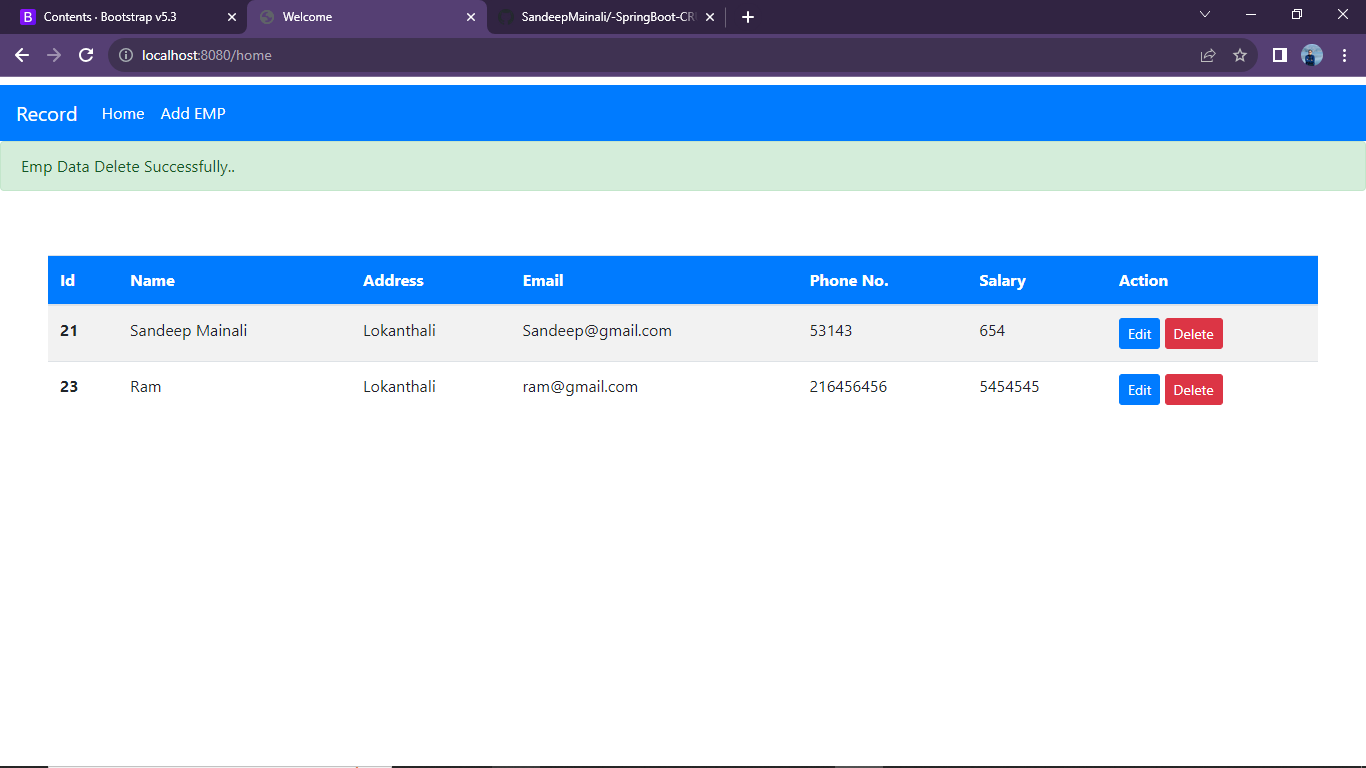 Contents · Bootstrap v5.3 Welcome SandeepMainali/-SpringBoot-CR
localhost:8080/home
Record Home Add EMP
Emp Data Delete Successfully..
Id Name Address Email Phone No. Salary Action
21 Sandeep Mainali Lokanthali Sandeep@gmail.com 53143 654 Edit Delete
23 Ram Lokanthali ram@gmail.com 216456456 5454545 Edit Delete